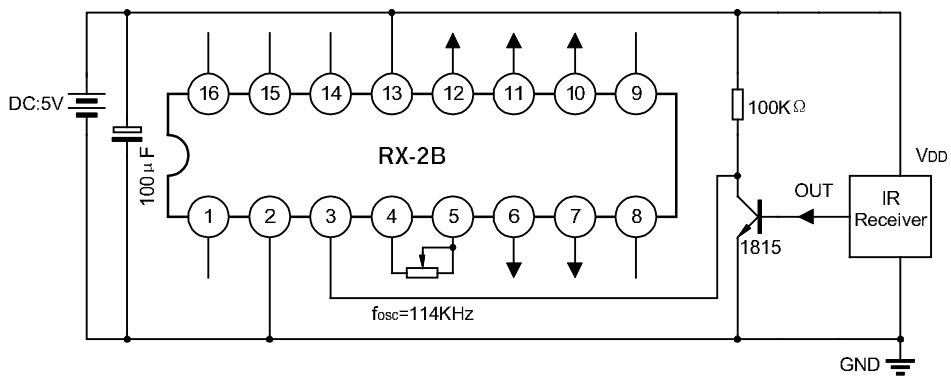 DC:5V
100μF
16 15 14 13 12 11 10 9
RX-2B
1 2 3 4 5 6 7 8
fosc=114KHz
100KΩ
1815
OUT
VDD
IR
Receiver
GND